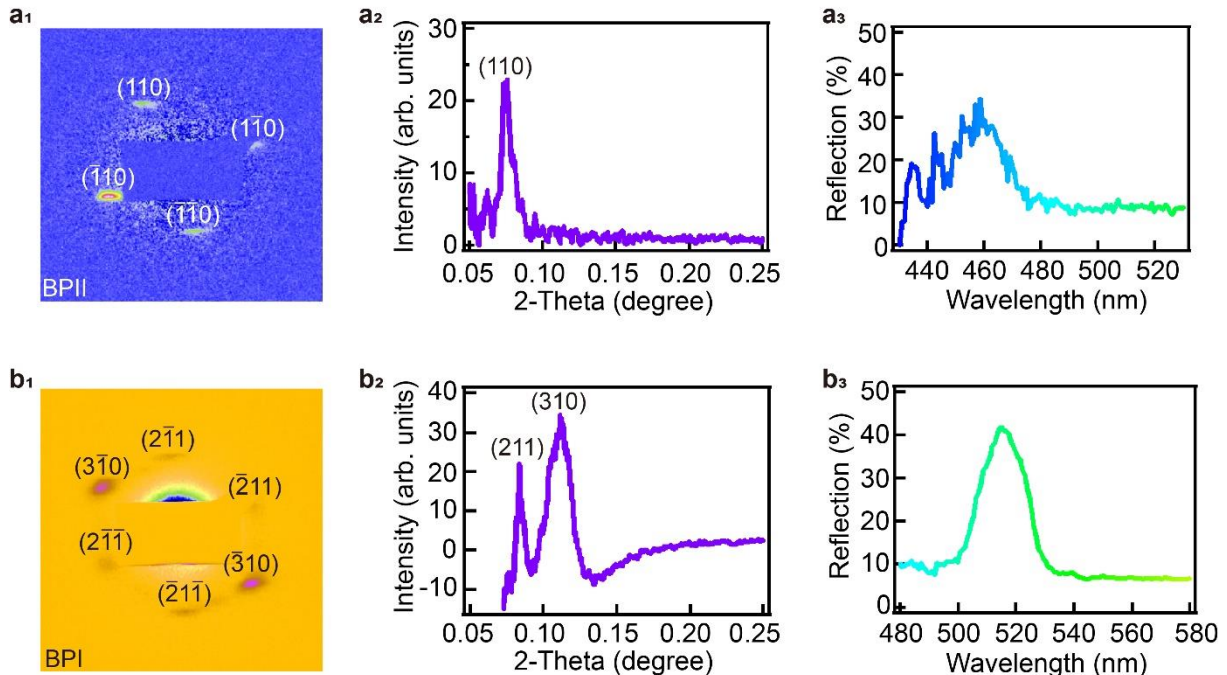 a₁
(110)
(11̅0)
(1̅10)
(1̅1̅0)
BPII
a₂
(110)
Intensity (arb. units)
30
20
10
0
0.05 0.10 0.15 0.20 0.25
2-Theta (degree)
a₃
Reflection (%)
50
40
30
20
10
0
440 460 480 500 520
Wavelength (nm)
b₁
(21̅1)
(31̅0)
(2̅11)
(21̅1̅)
(3̅10)
(2̅11̅)
BPI
b₂
(310)
(211)
Intensity (arb. units)
40
30
20
10
0
-10
0.05 0.10 0.15 0.20 0.25
2-Theta (degree)
b₃
Reflection (%)
50
40
30
20
10
0
480 500 520 540 560 580
Wavelength (nm)